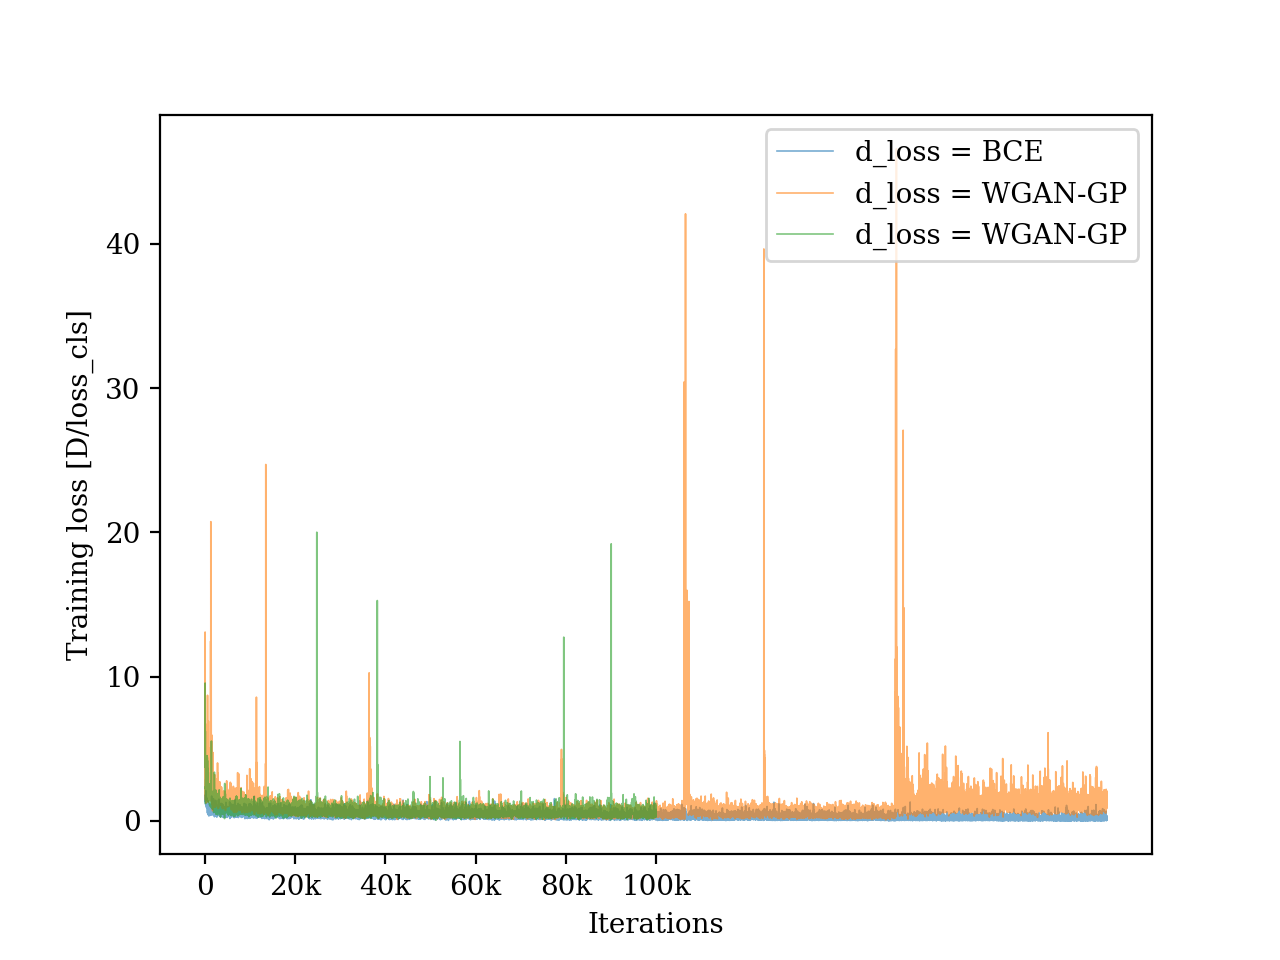 d_loss = BCE
d_loss = WGAN-GP
d_loss = WGAN-GP
Training loss [D/loss_cls]
40
30
20
10
0
0 20k 40k 60k 80k 100k
Iterations